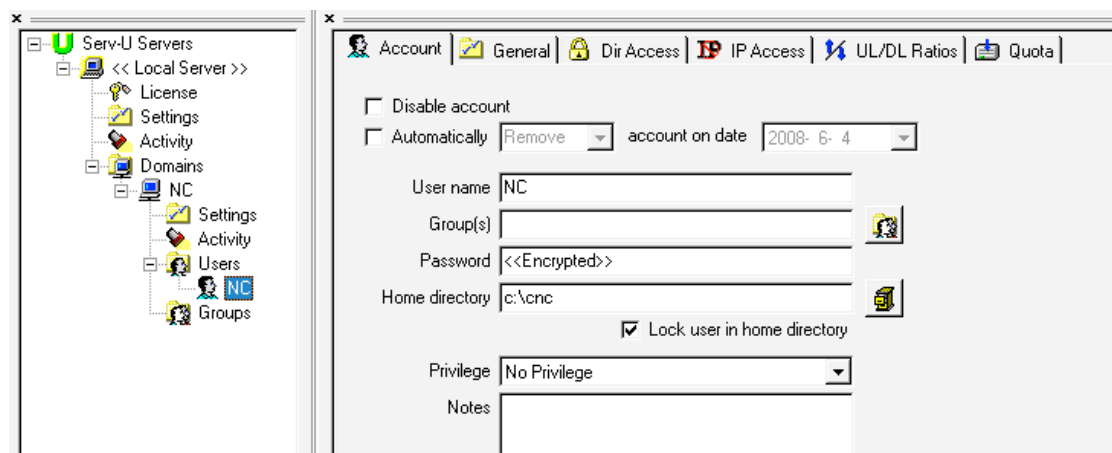 Serv-U Servers
<< Local Server >>
License
Settings
Activity
Domains
NC
Settings
Activity
Users
NC
Groups
Account General Dir Access IP Access UL/DL Ratios Quota
Disable account
Automatically Remove account on date 2008- 6- 4
User name NC
Group(s)
Password <<Encrypted>>
Home directory c:\cnc
Lock user in home directory
Privilege No Privilege
Notes